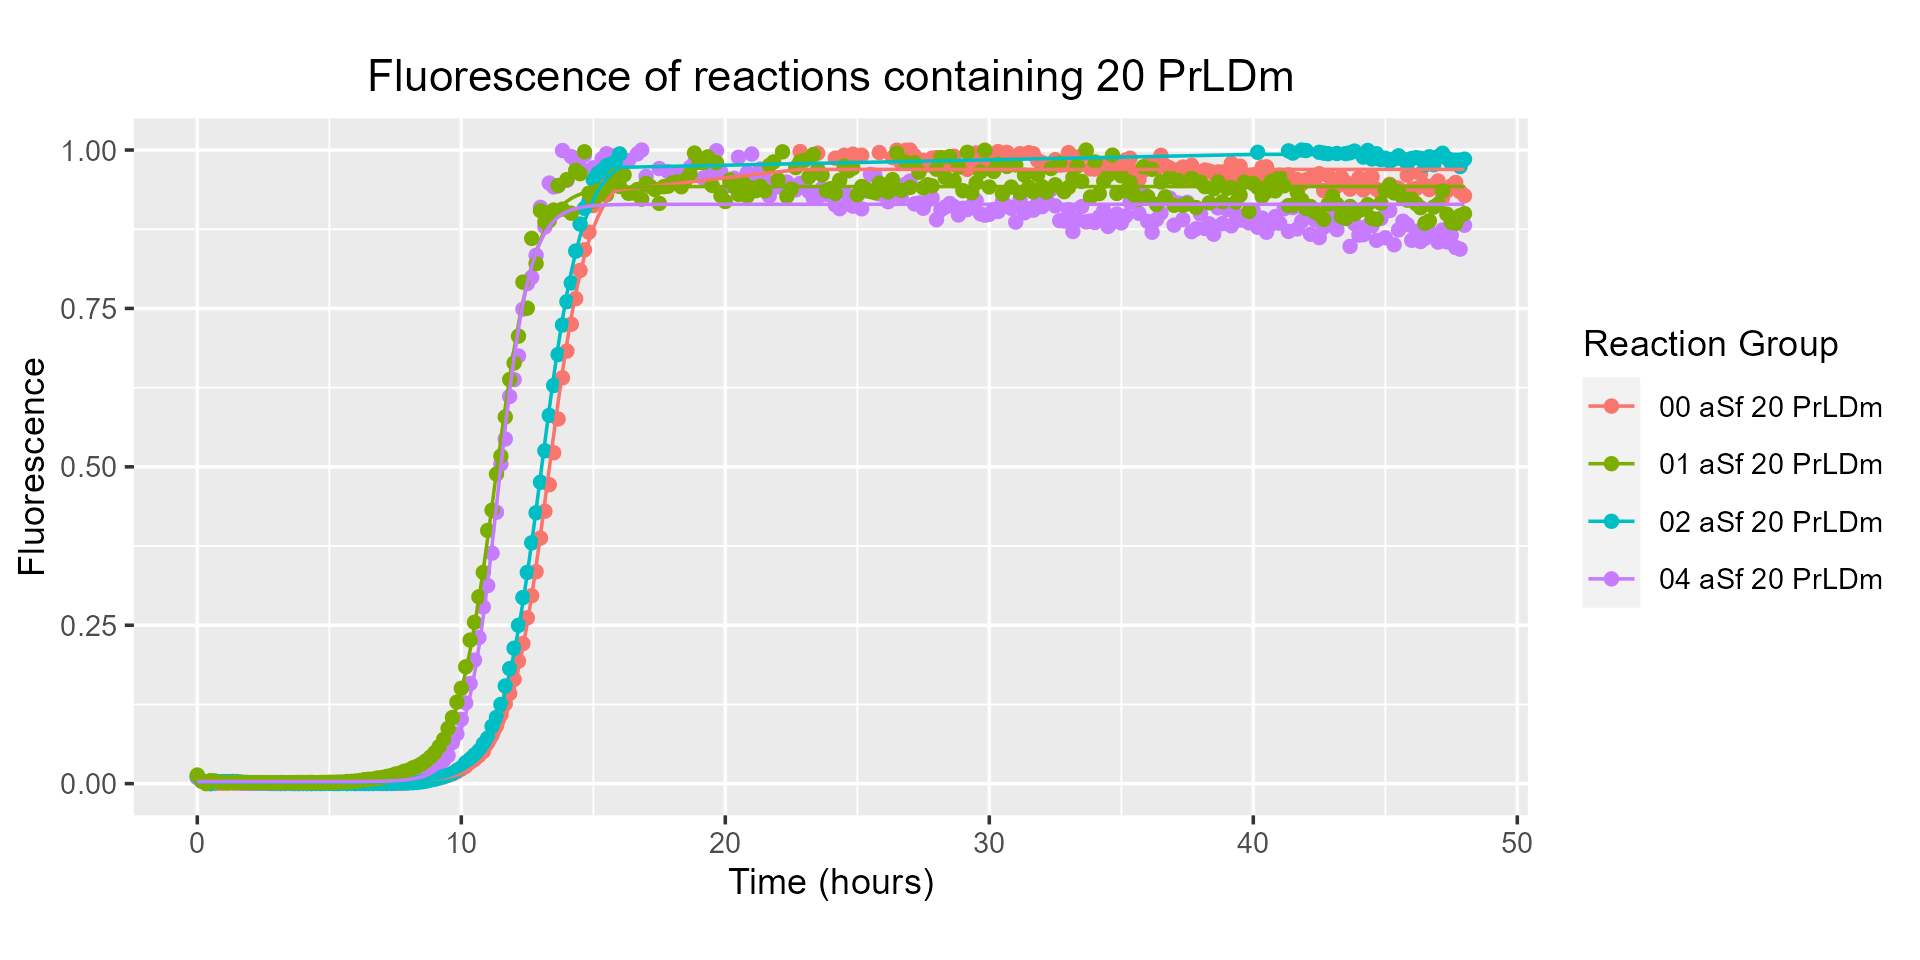 Fluorescence of reactions containing 20 PrLDm
1.00
0.75
0.50
0.25
0.00
Fluorescence
0 10 20 30 40 50
Time (hours)
Reaction Group
00 aSf 20 PrLDm
01 aSf 20 PrLDm
02 aSf 20 PrLDm
04 aSf 20 PrLDm